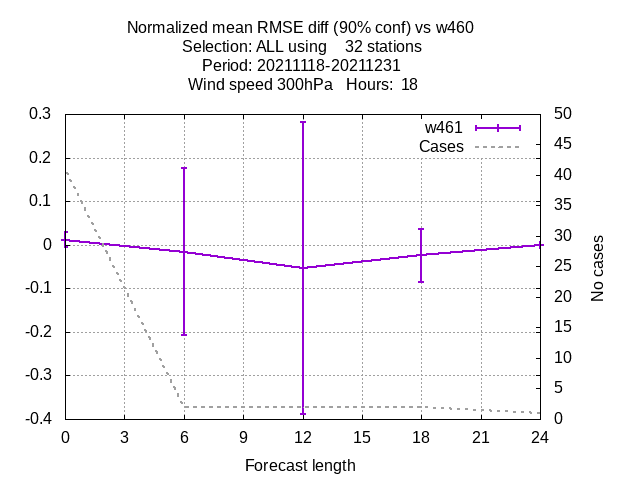 Normalized mean RMSE diff (90% conf) vs w460
Selection: ALL using    32 stations
Period: 20211118-20211231
Wind speed 300hPa   Hours:  18
w461
Cases
0.3
0.2
0.1
0
-0.1
-0.2
-0.3
-0.4
50
45
40
35
30
25
20
15
10
5
0
No cases
0 3 6 9 12 15 18 21 24
Forecast length